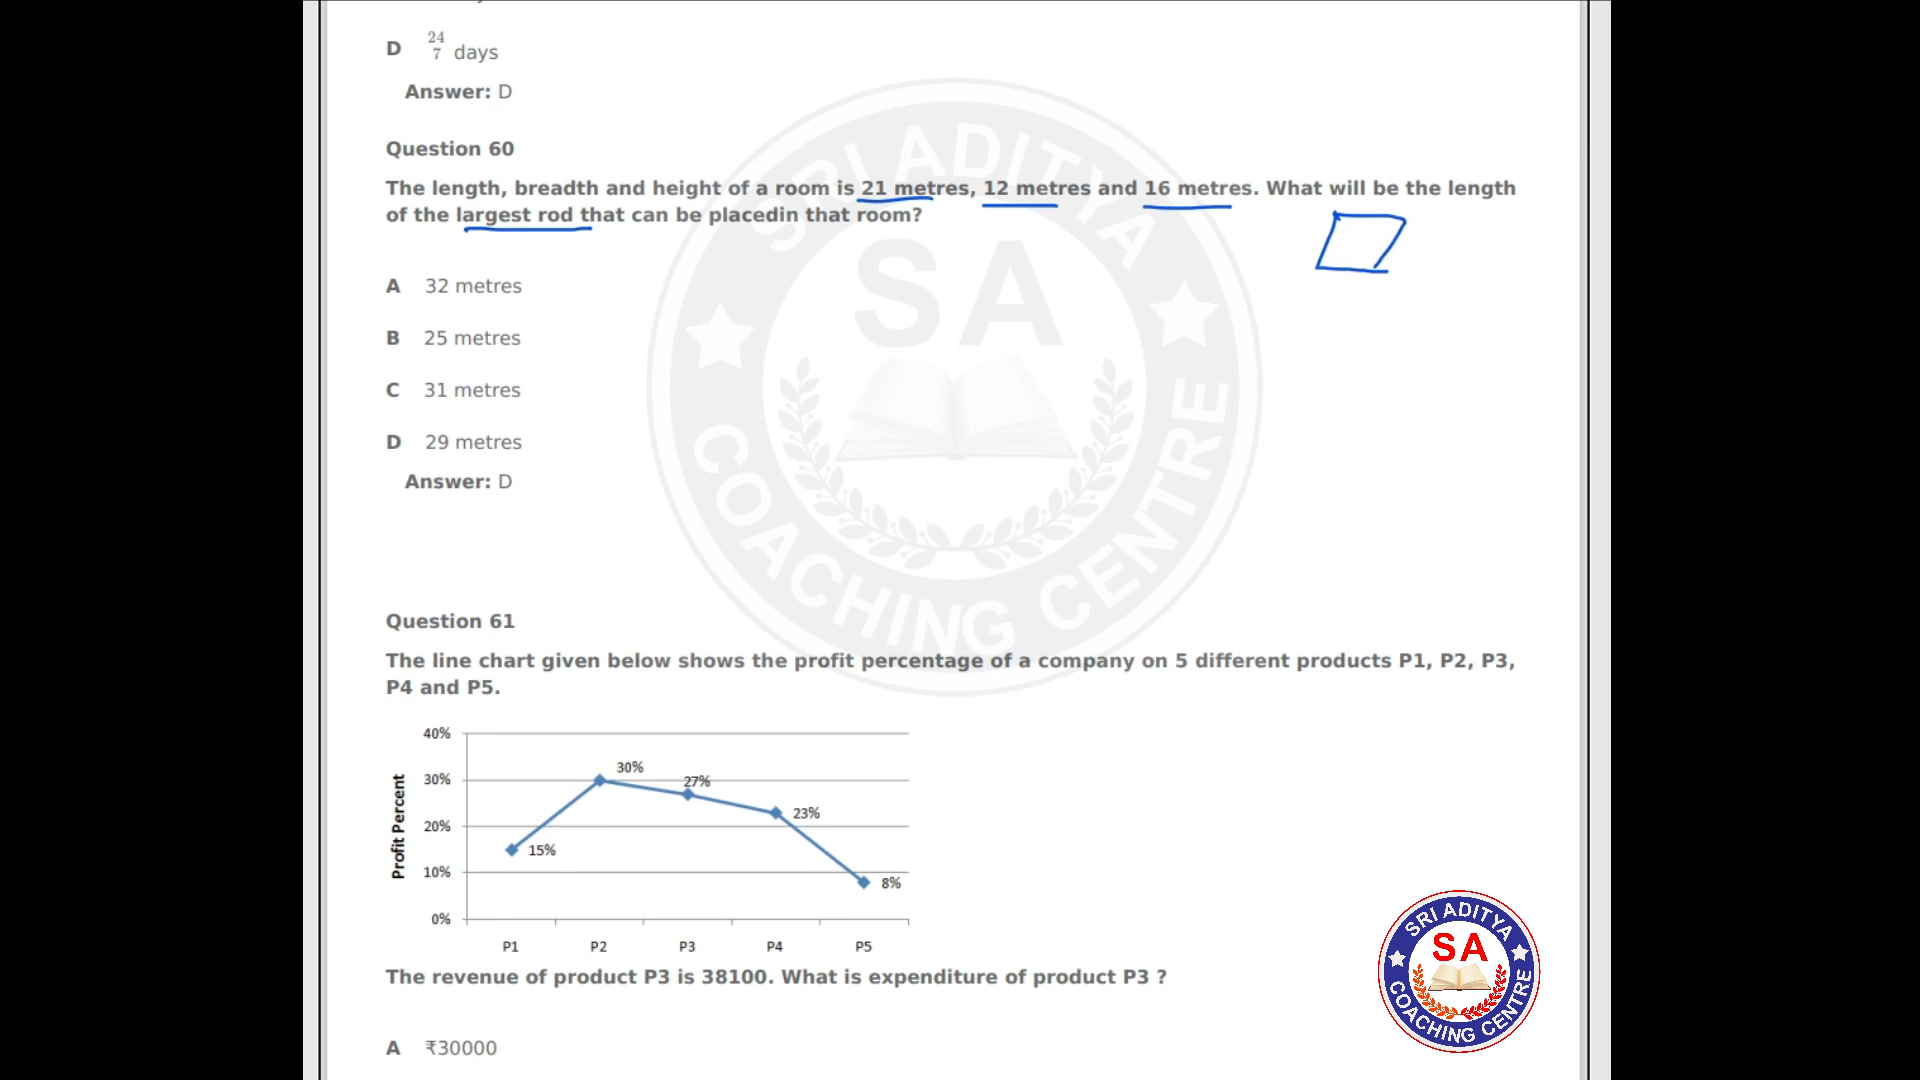 D 24/7 days
Answer: D
Question 60
The length, breadth and height of a room is 21 metres, 12 metres and 16 metres. What will be the length
of the largest rod that can be placedin that room?
A 32 metres
B 25 metres
C 31 metres
D 29 metres
Answer: D
SRI ADITYA
SA
COACHING CENTRE
Question 61
The line chart given below shows the profit percentage of a company on 5 different products P1, P2, P3,
P4 and P5.
Profit Percent
40%
30%
20%
10%
0%
15%
30%
27%
23%
8%
P1 P2 P3 P4 P5
The revenue of product P3 is 38100. What is expenditure of product P3 ?
A ₹30000
SRI ADITYA
SA
COACHING CENTRE